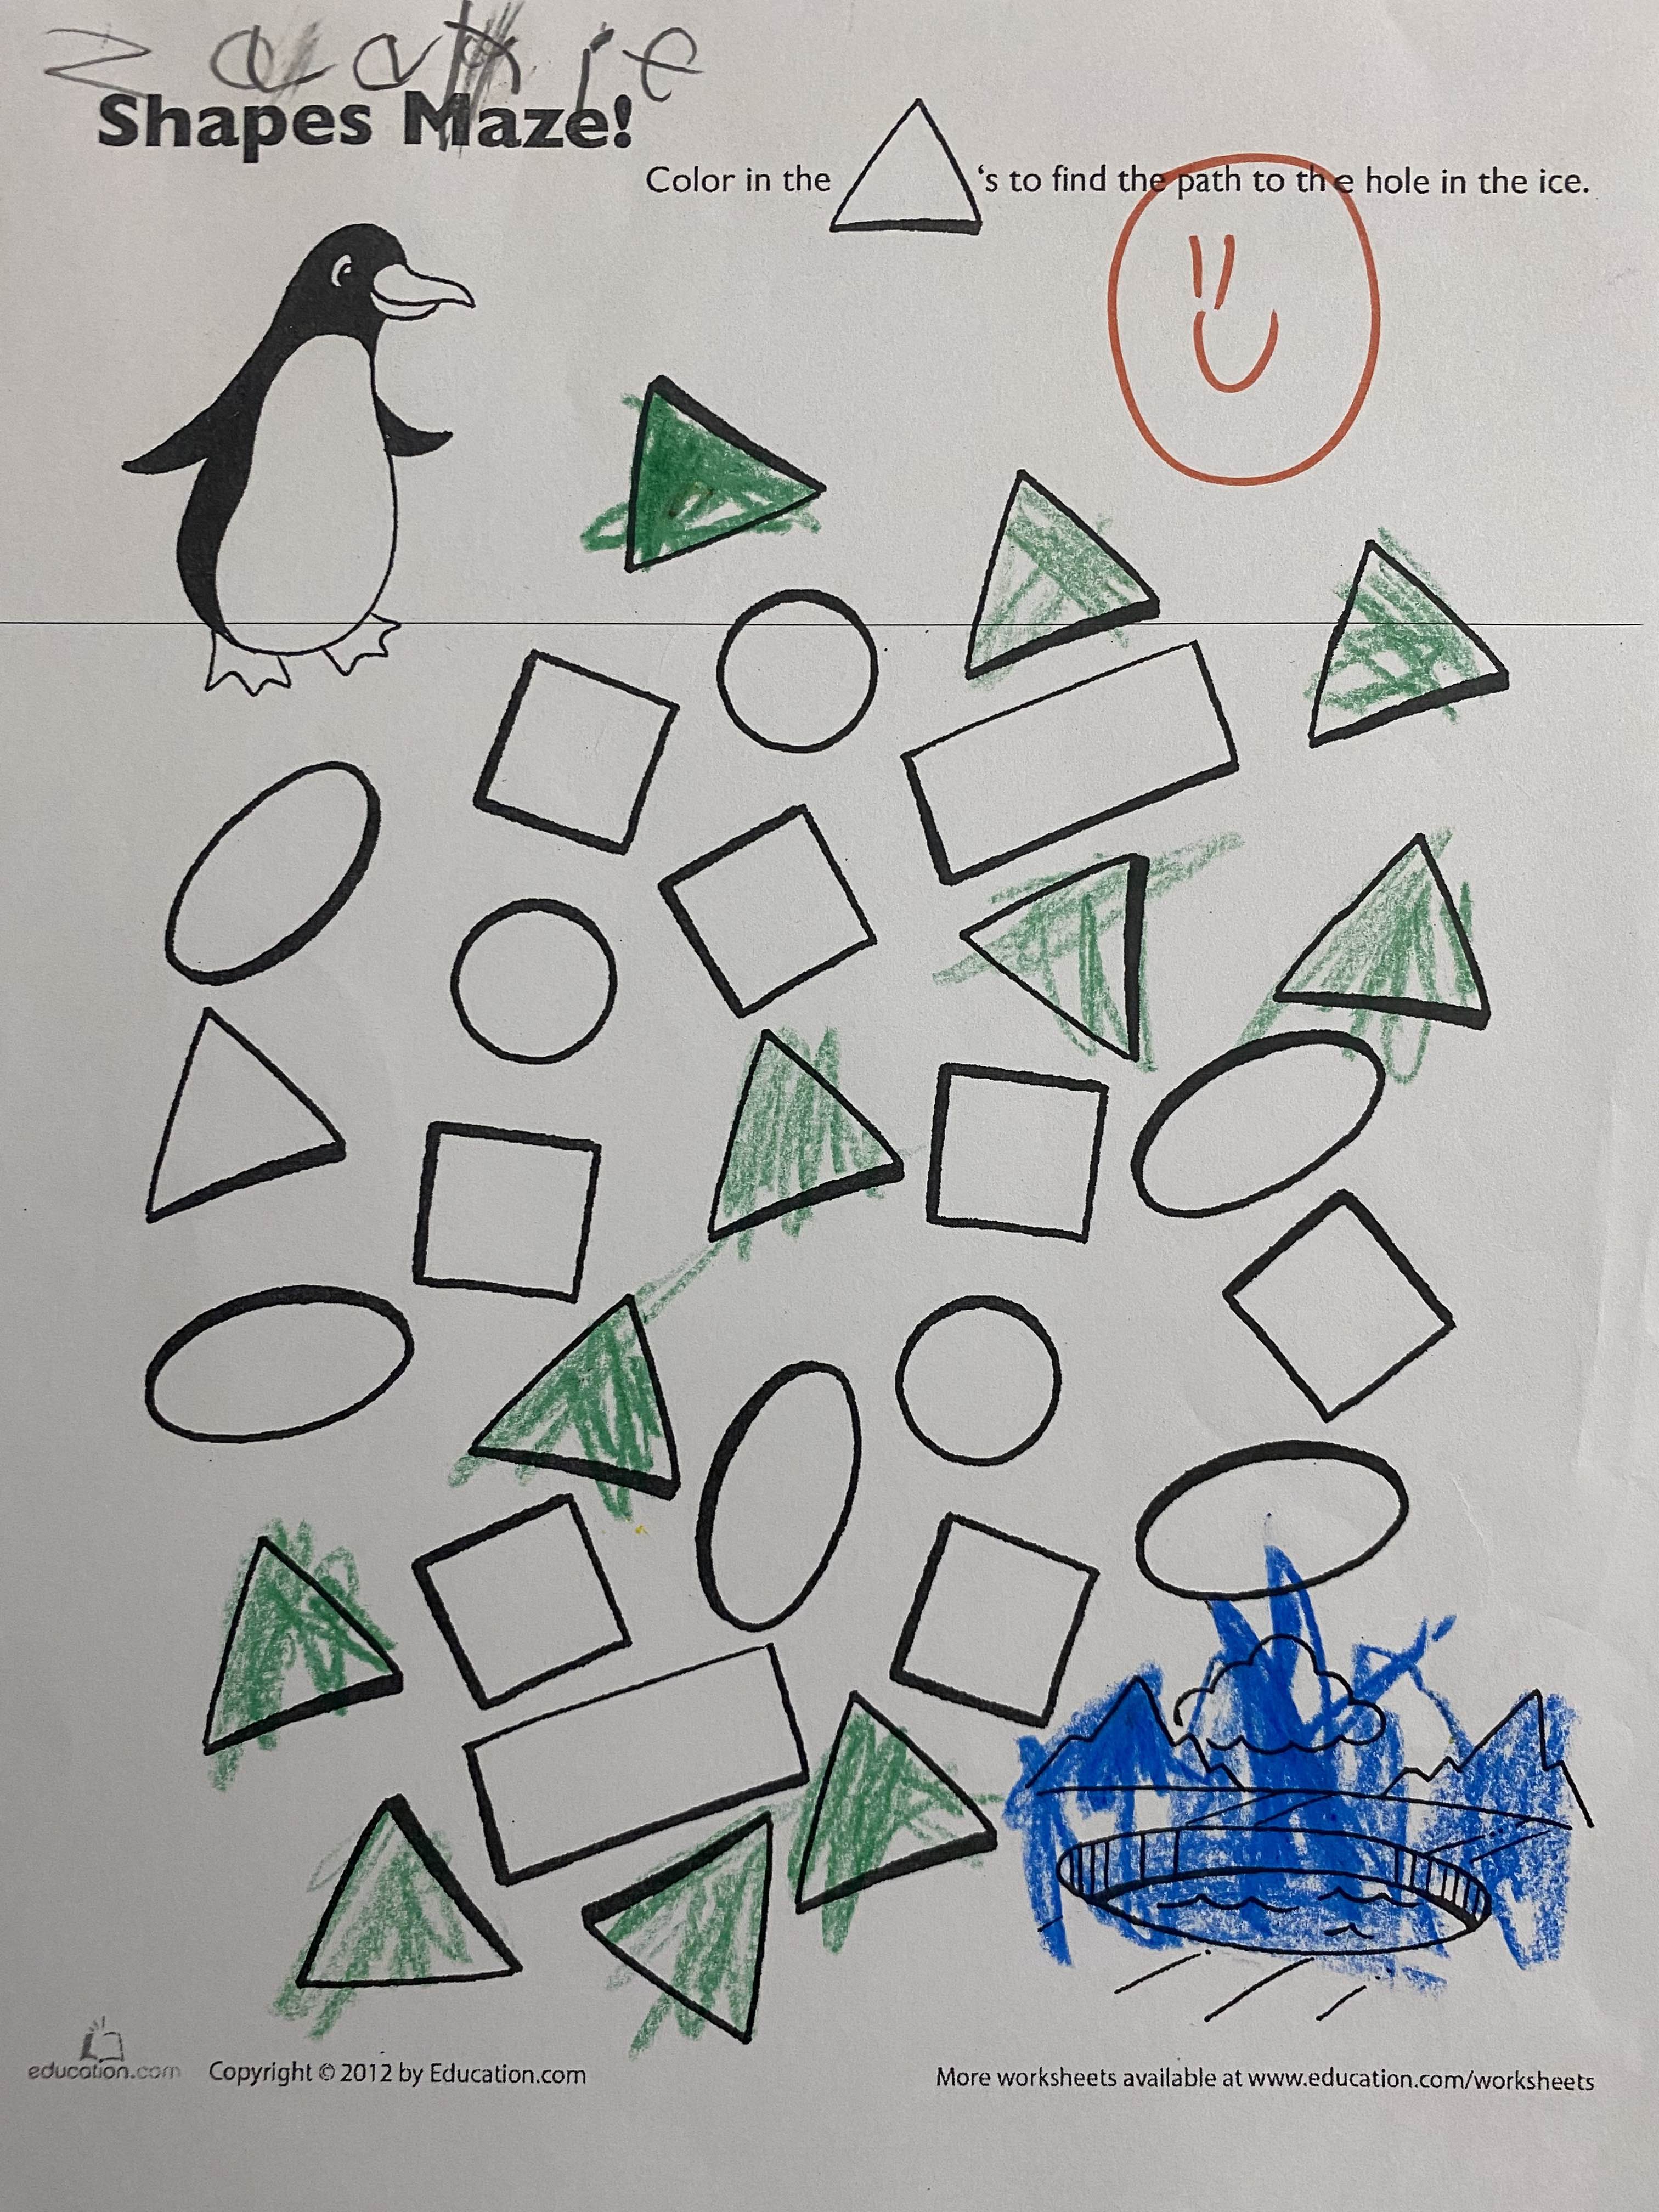 Zackie
Shapes Maze!
Color in the 's to find the path to the hole in the ice.
education.com Copyright © 2012 by Education.com
More worksheets available at www.education.com/worksheets